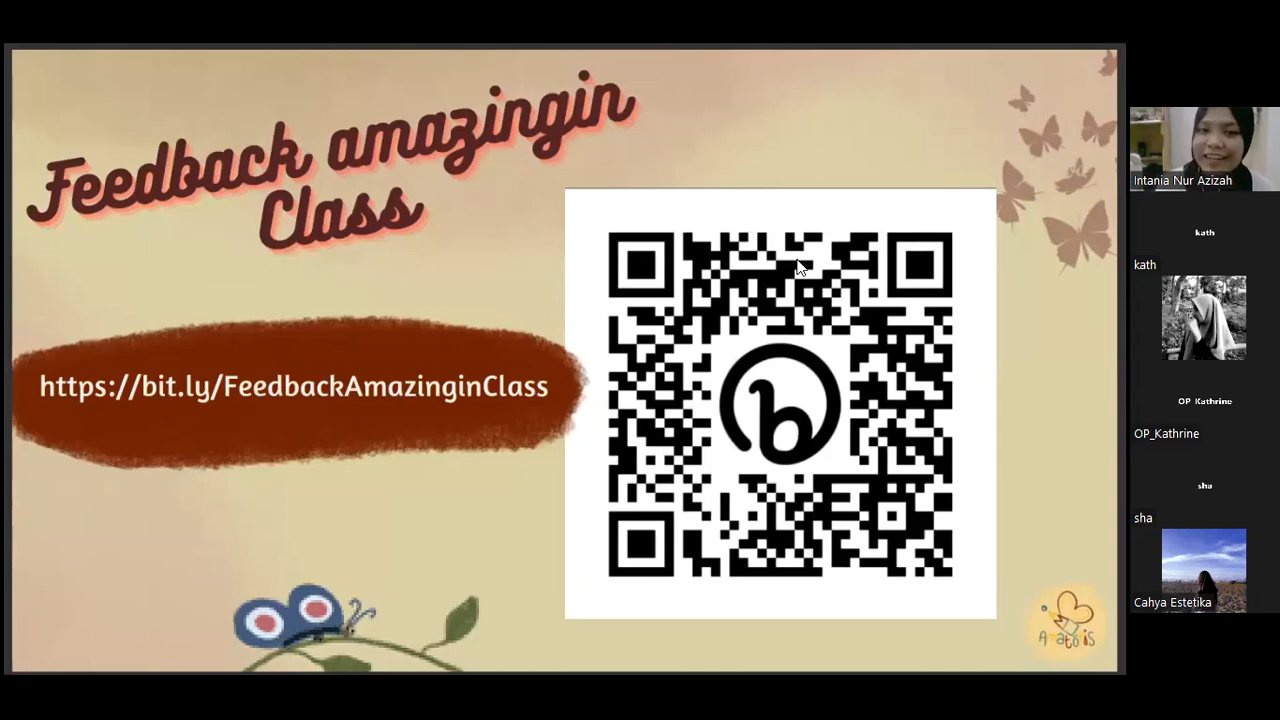 Feedback amazingin
Class
https://bit.ly/FeedbackAmazinginClass
b
Intania Nur Azizah
kath
kath
OP_Kathrine
OP_Kathrine
sha
sha
Cahya Estetika